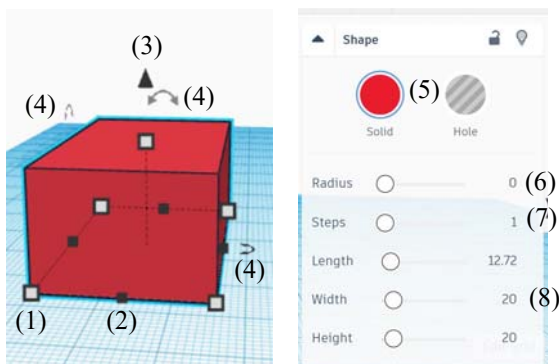 (3)
(4)
(4)
(4)
(1)
(2)
Shape
(5)
Solid
Hole
Radius 0 (6)
Steps 1 (7)
Length 12.72
Width 20 (8)
Height 20